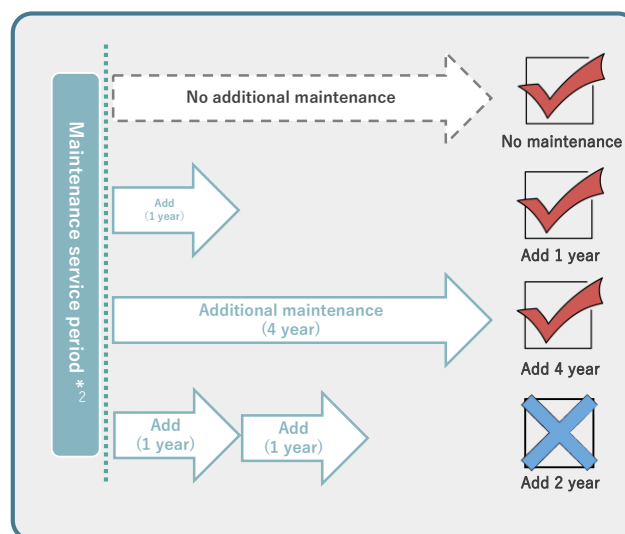 Maintenance service period *2
No additional maintenance
No maintenance
Add
(1 year)
Add 1 year
Additional maintenance
(4 year)
Add 4 year
Add
(1 year)
Add
(1 year)
Add 2 year